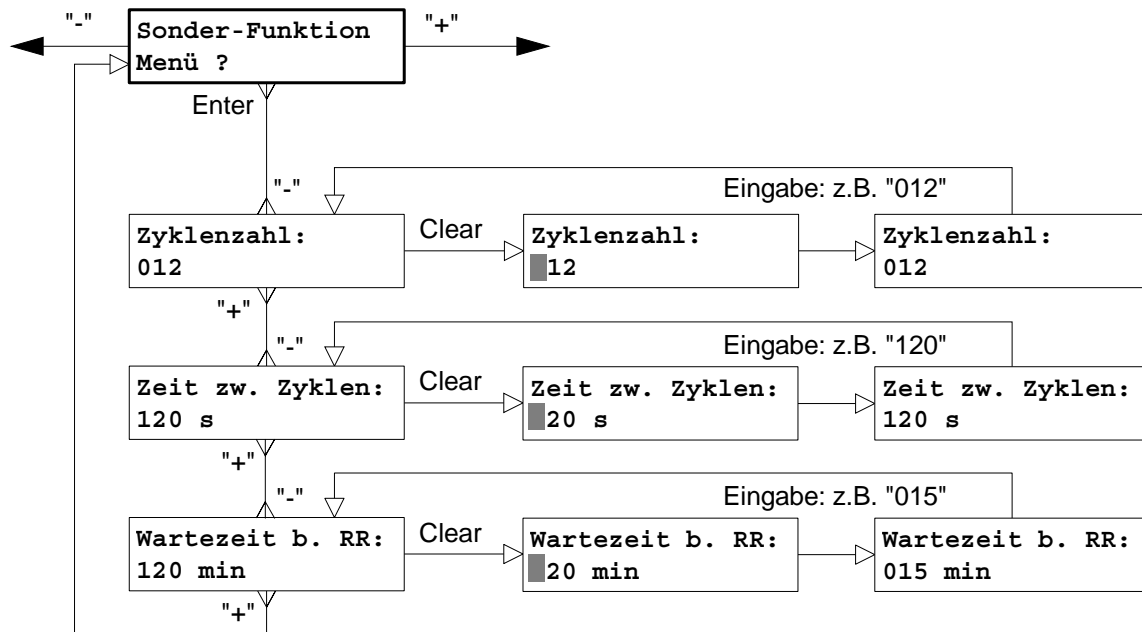 "-"
Sonder-Funktion
Menü ?
"+"
Enter
"-"
Eingabe: z.B. "012"
Zyklenzahl:
012
Clear
Zyklenzahl:
12
Zyklenzahl:
012
"+"
"-"
Eingabe: z.B. "120"
Zeit zw. Zyklen:
120 s
Clear
Zeit zw. Zyklen:
20 s
Zeit zw. Zyklen:
120 s
"+"
"-"
Eingabe: z.B. "015"
Wartezeit b. RR:
120 min
Clear
Wartezeit b. RR:
20 min
Wartezeit b. RR:
015 min
"+"